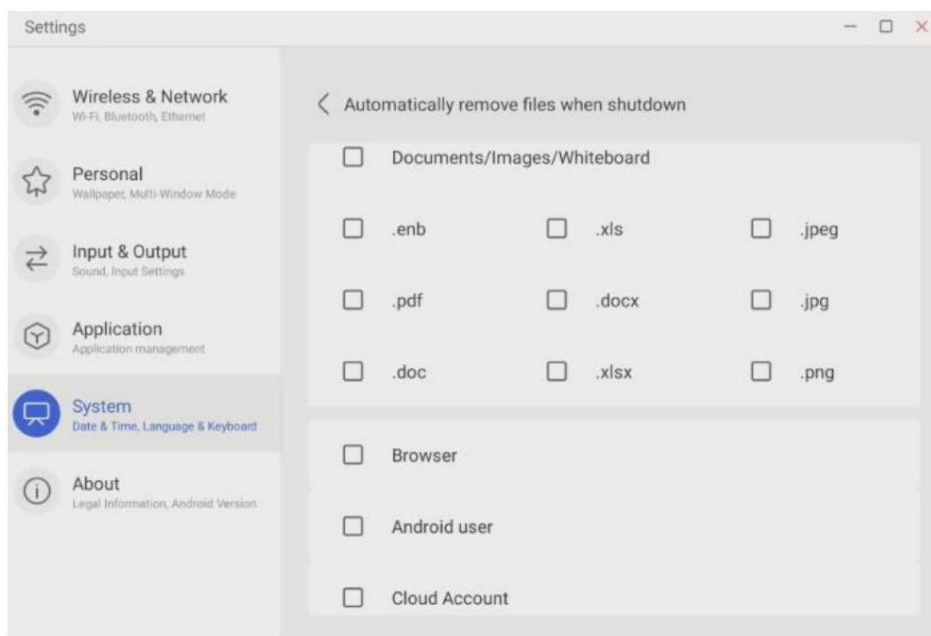 Settings
Wireless & Network
Wi-Fi, Bluetooth, Ethernet
Personal
Wallpaper, Multi-Window Mode
Input & Output
Sound, Input Settings
Application
Application management
System
Date & Time, Language & Keyboard
About
Legal Information, Android Version
Automatically remove files when shutdown
Documents/Images/Whiteboard
.enb .xls .jpeg
.pdf .docx .jpg
.doc .xlsx .png
Browser
Android user
Cloud Account